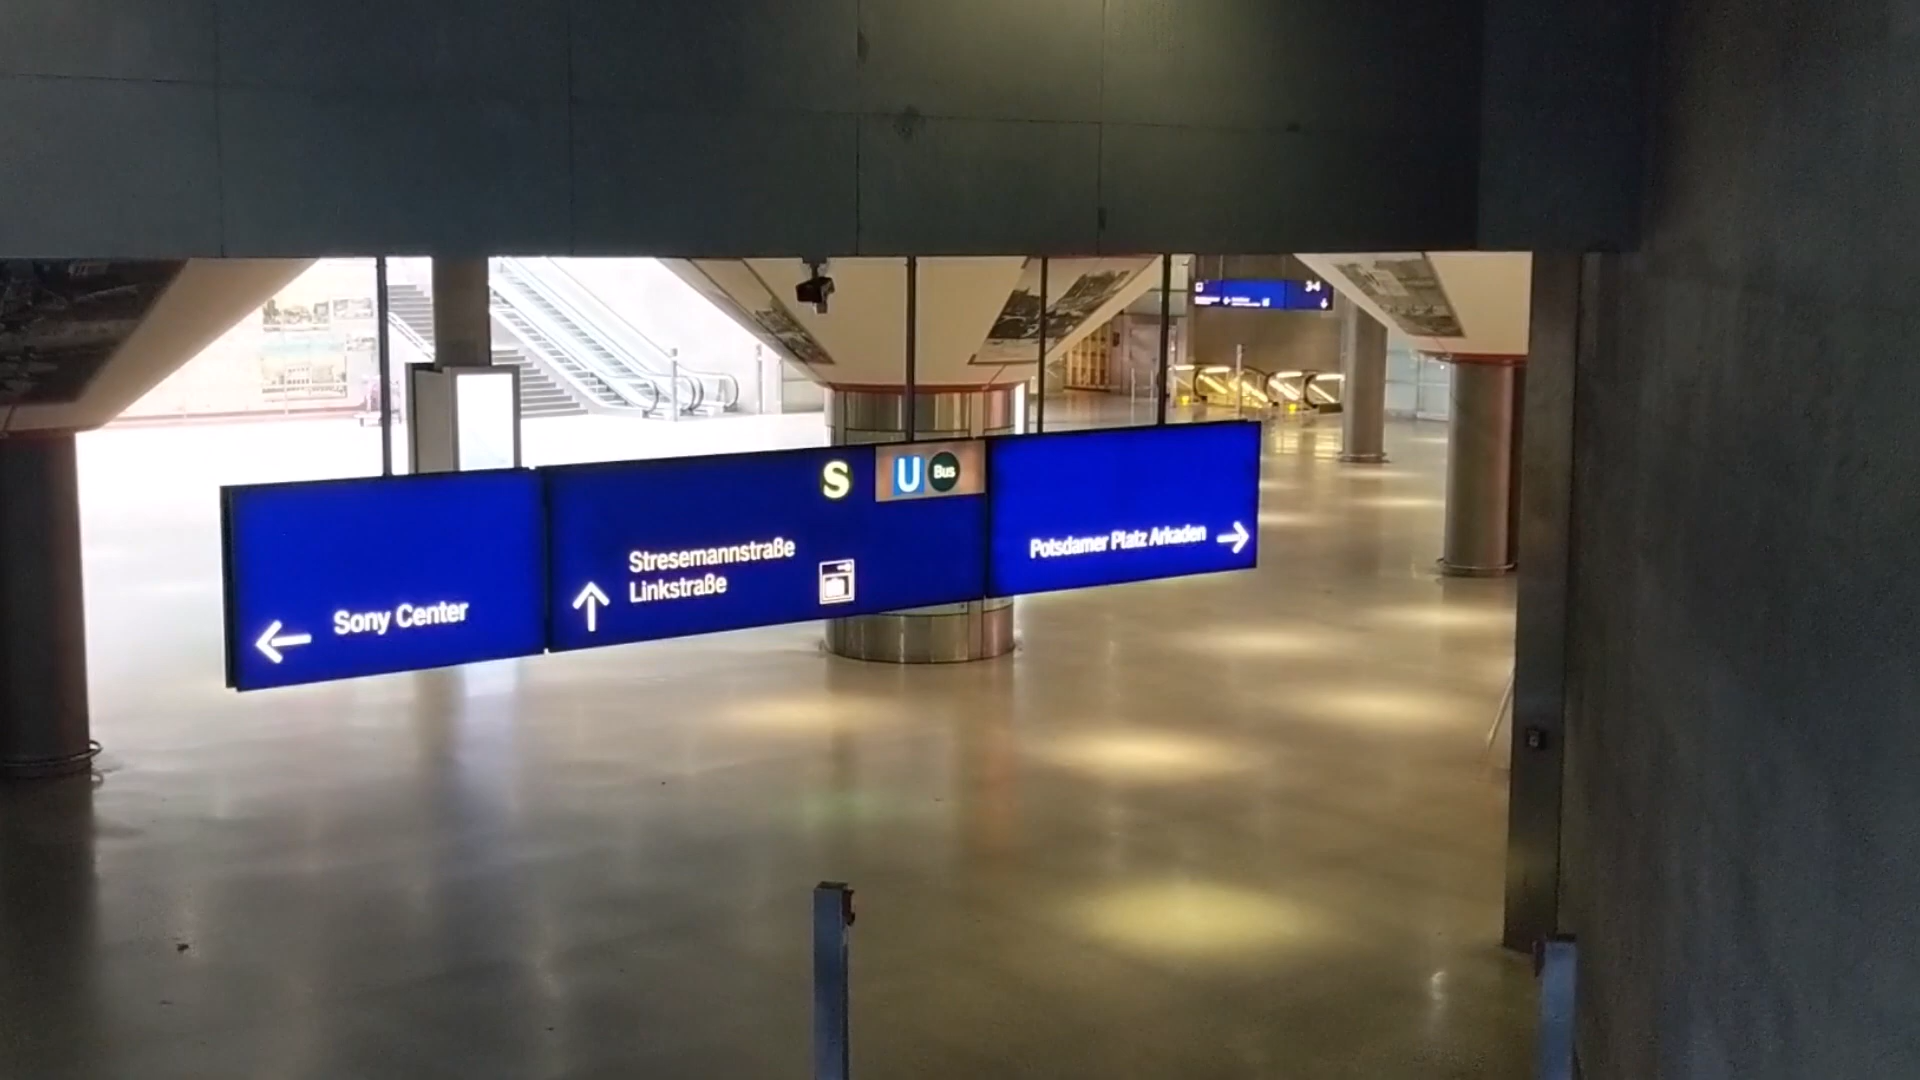 Sony Center
S
U Bus
Stresemannstraße
Linkstraße
Potsdamer Platz Arkaden
3-4